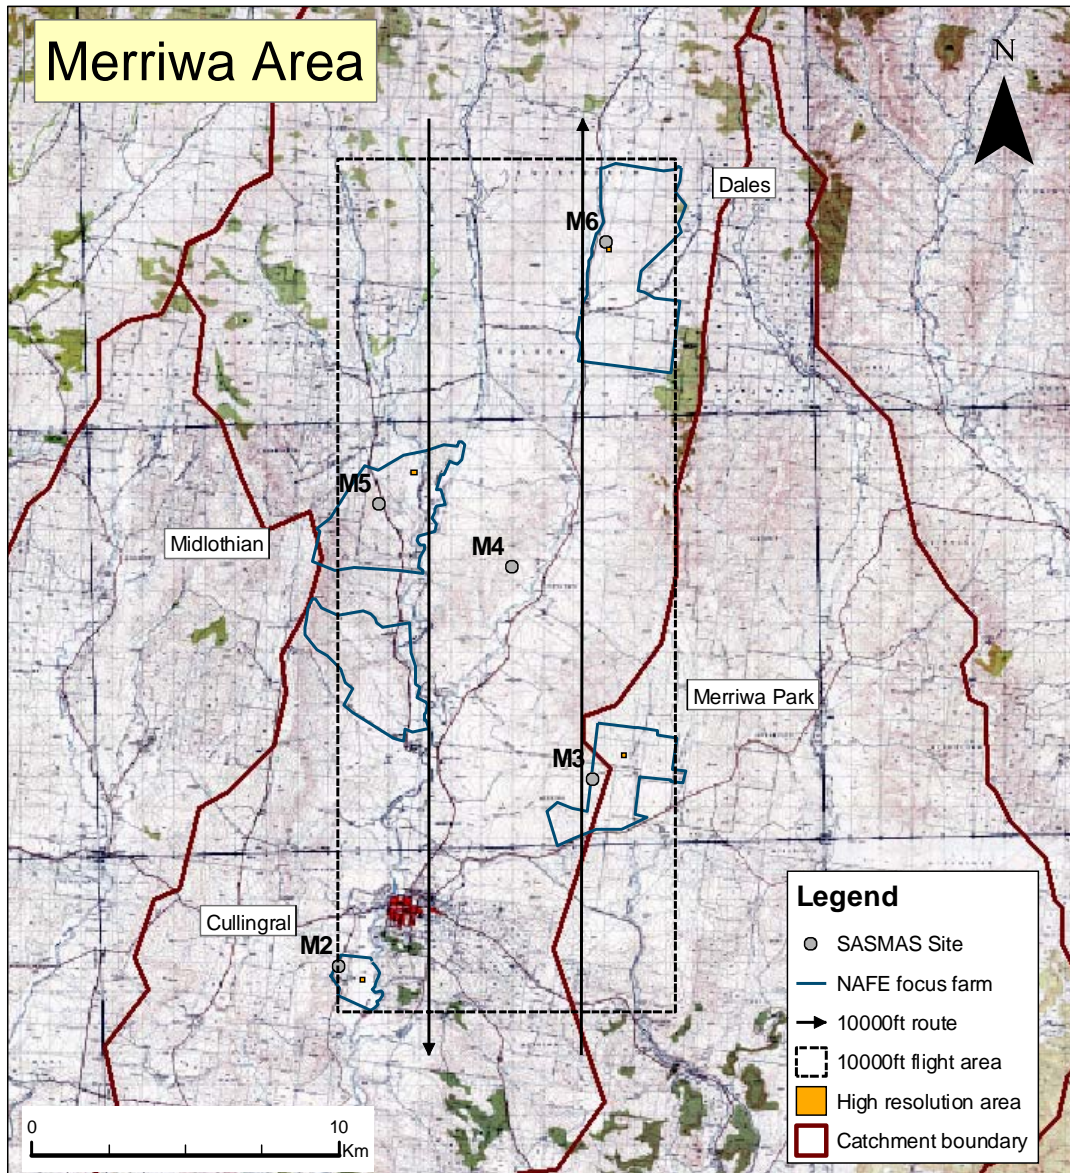 Merriwa Area
N
Dales
M6
M5
Midlothian
M4
Merriwa Park
M3
Cullingral
M2
Legend
SASMAS Site
NAFE focus farm
10000ft route
10000ft flight area
High resolution area
Catchment boundary
0 10
Km